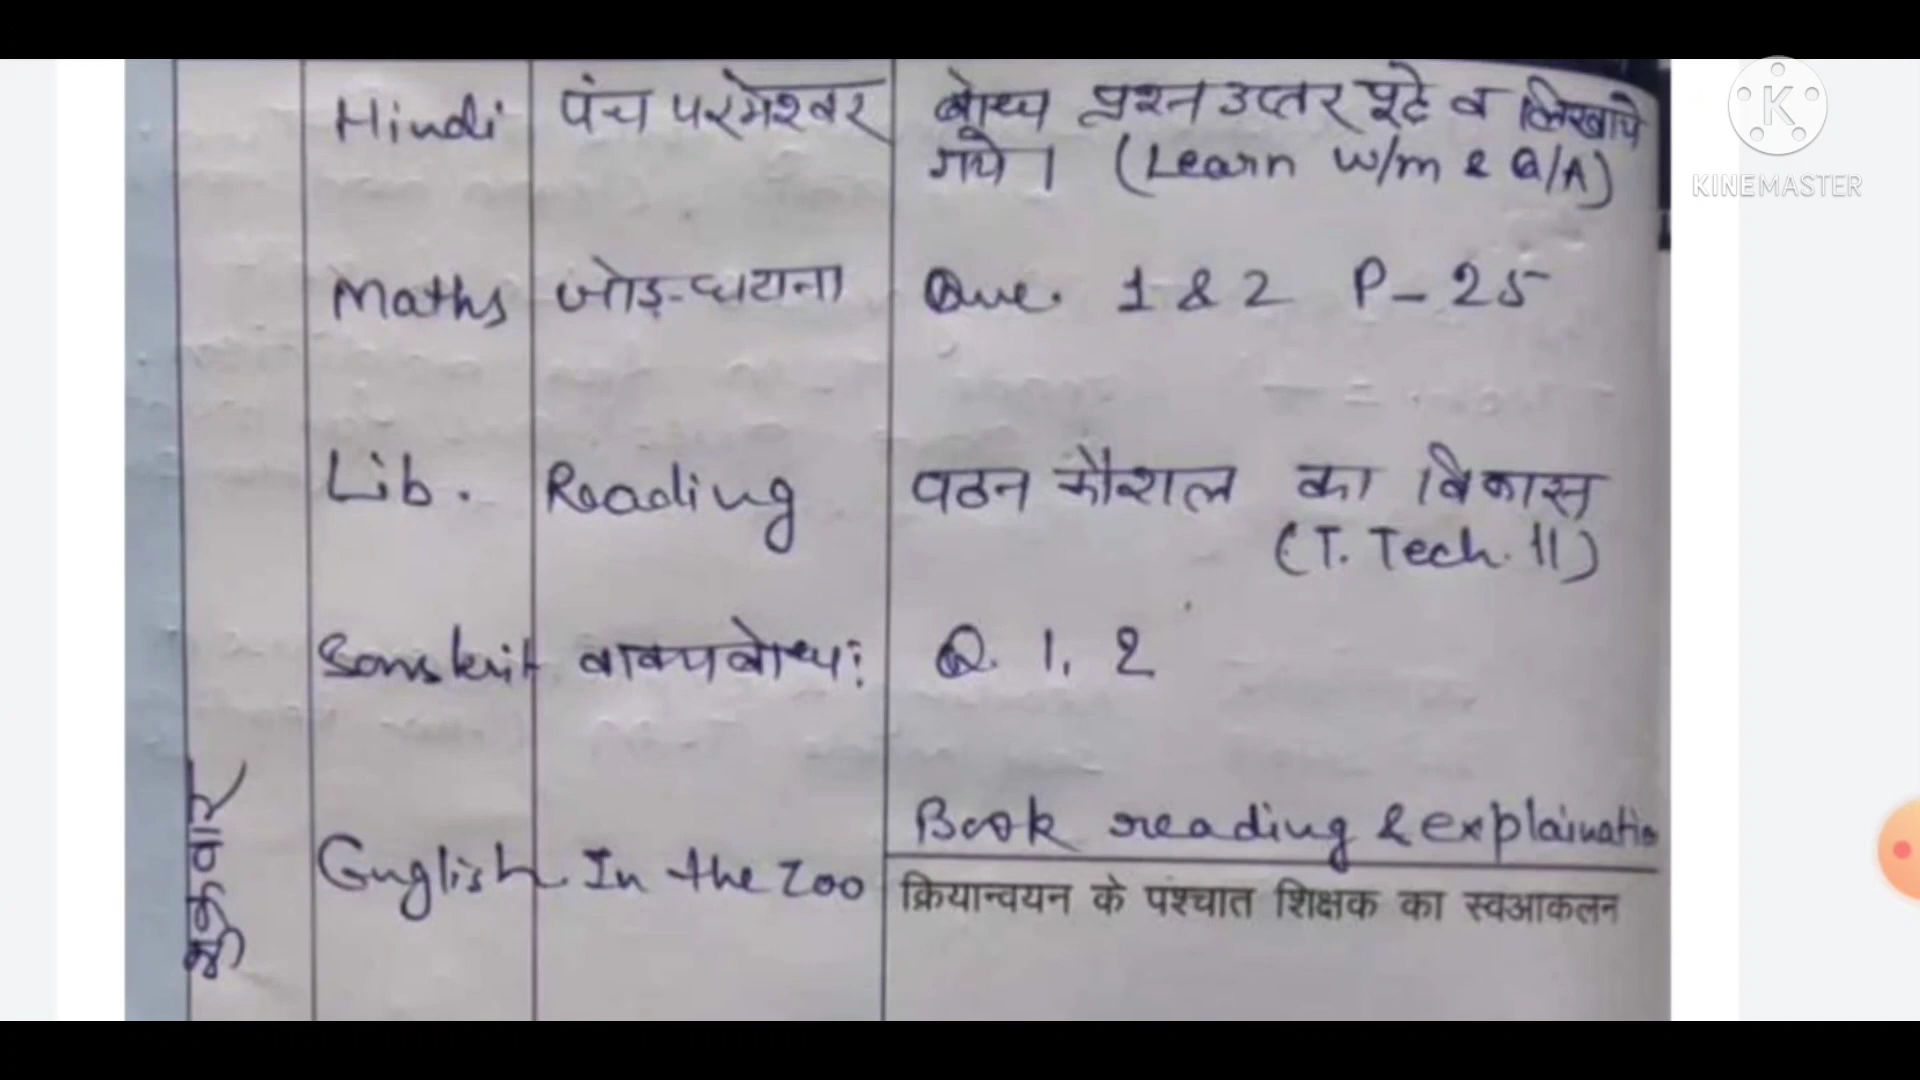 Hindi पंच परमेश्वर बोध प्रश्न उत्तर पूछे व लिखाये
गये। (Learn w/m & Q/A)
KINEMASTER
Maths जोड़-घटाना Que. 1 & 2 P-25
Lib. Reading पठन कौशल का विकास
(T. Tech. 11)
Sanskrit वाक्यबोध: Q. 1, 2
Book reading & explainatio
शुक्रवार English In the Zoo
क्रियान्वयन के पश्चात शिक्षक का स्वआकलन